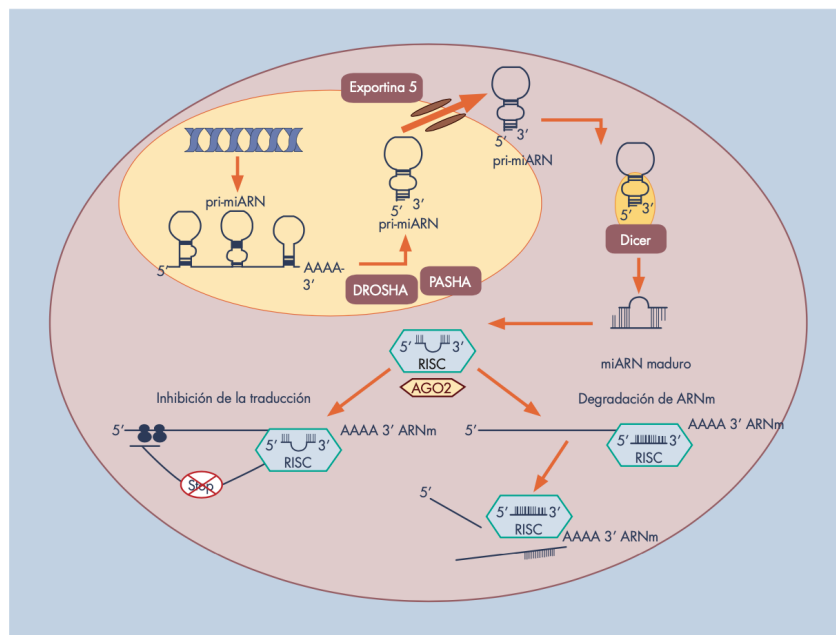 Exportina 5
5’ 3’
pri-miARN
pri-miARN
5’ 3’
pri-miARN
5’ 3’
Dicer
5’
AAAA-
3’
DROSHA
PASHA
miARN maduro
5’ 3’
RISC
AGO2
Inhibición de la traducción
Degradación de ARNm
5’
AAAA 3’ ARNm
5’ 3’
RISC
Stop
AAAA 3’ ARNm
5’
5’ 3’
RISC
5’
5’ 3’
RISC
AAAA 3’ ARNm